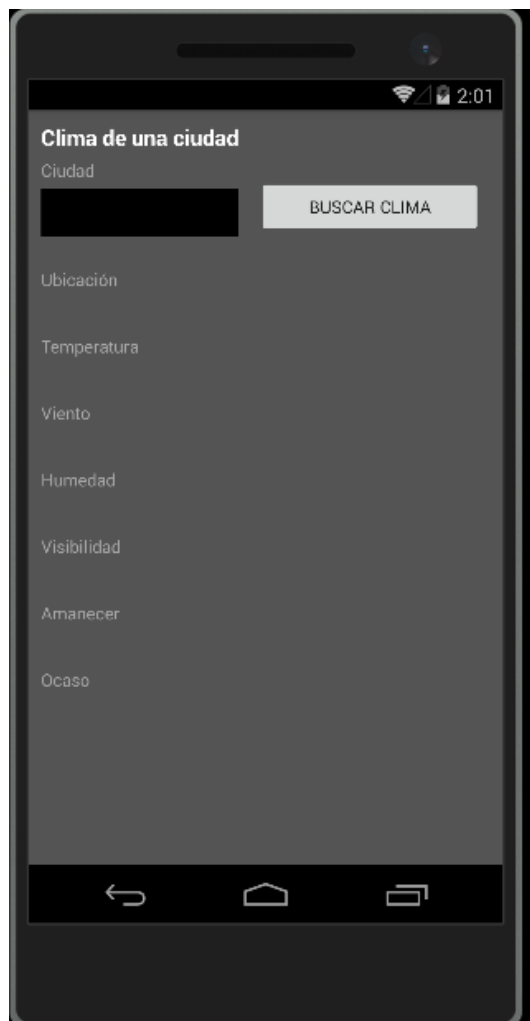 2:01
Clima de una ciudad
Ciudad
BUSCAR CLIMA
Ubicación
Temperatura
Viento
Humedad
Visibilidad
Amanecer
Ocaso